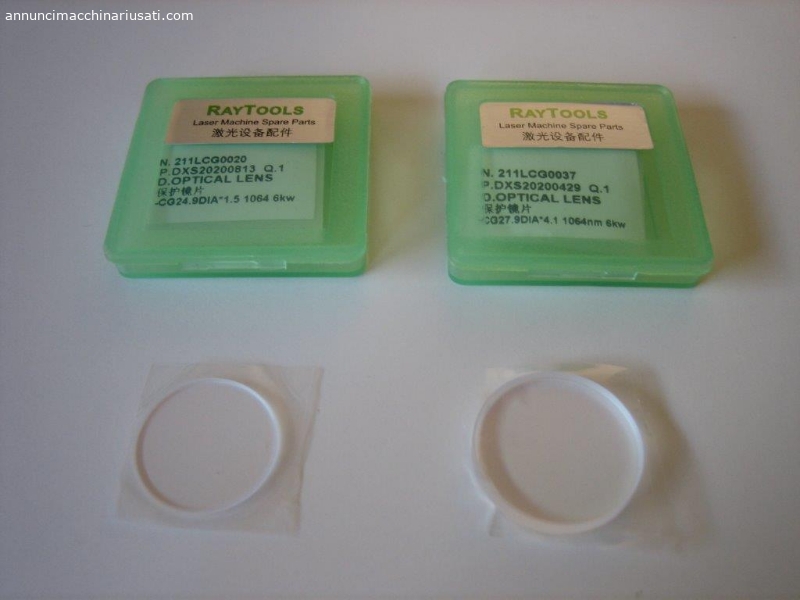 annuncimacchinariusati.com
RAYTOOLS
Laser Machine Spare Parts
激光设备配件
N. 211LCG0020
P.DXS20200813 Q.1
D.OPTICAL LENS
保护镜片
-CG24.9DIA*1.5 1064 6kw
RAYTOOLS
Laser Machine Spare Parts
激光设备配件
N. 211LCG0037
P.DXS20200429 Q.1
D.OPTICAL LENS
保护镜片
-CG27.9DIA*4.1 1064nm 6kw